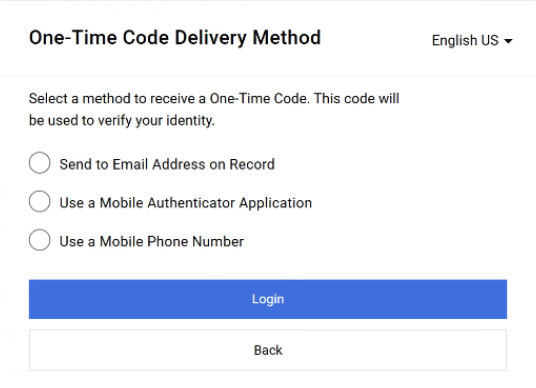 One-Time Code Delivery Method
English US
Select a method to receive a One-Time Code. This code will
be used to verify your identity.
Send to Email Address on Record
Use a Mobile Authenticator Application
Use a Mobile Phone Number
Login
Back